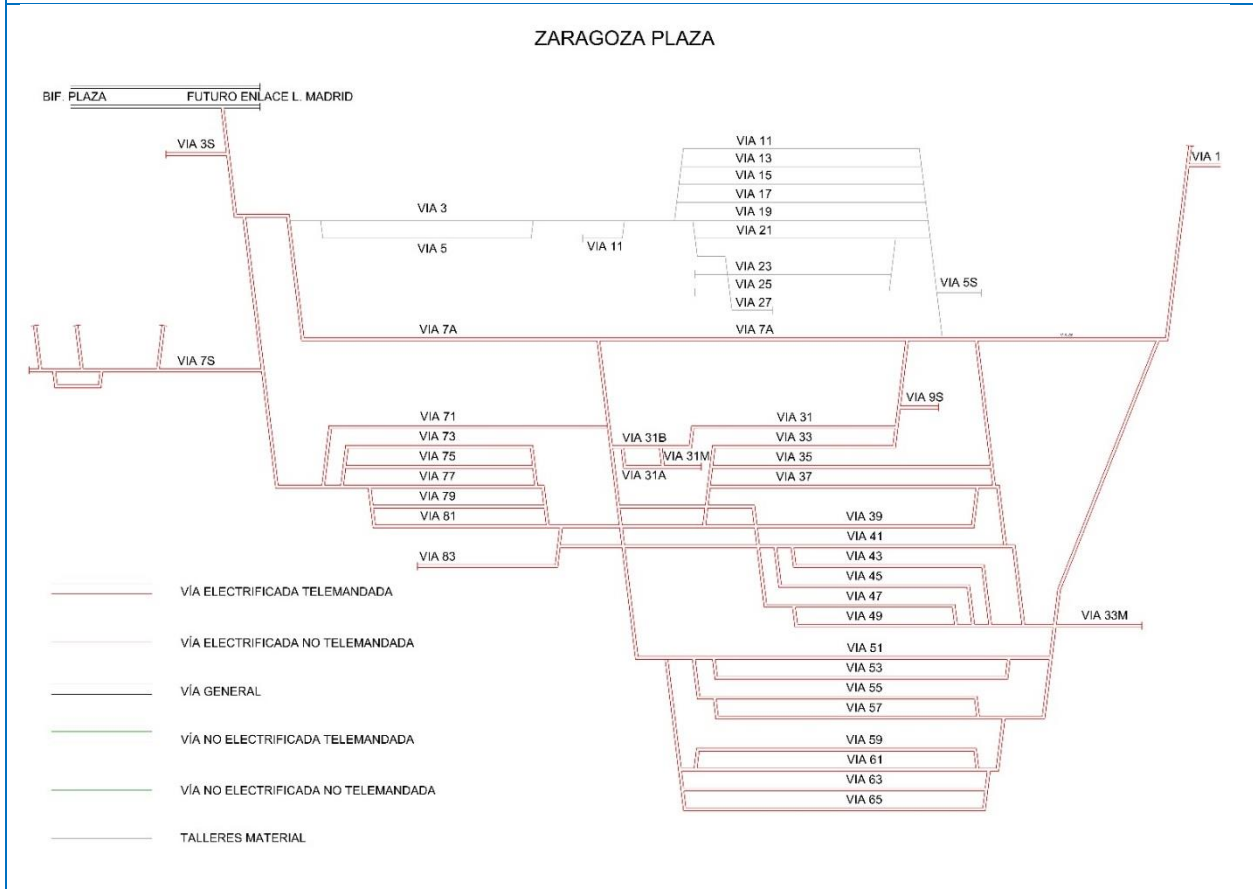 ZARAGOZA PLAZA
BIF. PLAZA
FUTURO ENLACE L. MADRID
VIA 3S
VIA 11
VIA 13
VIA 15
VIA 17
VIA 19
VIA 21
VIA 1
VIA 3
VIA 5
VIA 11
VIA 23
VIA 25
VIA 27
VIA 5S
VIA 7A
VIA 7A
VIA 7S
VIA 9S
VIA 71
VIA 73
VIA 75
VIA 77
VIA 79
VIA 81
VIA 83
VIA 31B
VIA 31M
VIA 31A
VIA 31
VIA 33
VIA 35
VIA 37
VIA 39
VIA 41
VIA 43
VIA 45
VIA 47
VIA 49
VIA 33M
VIA 51
VIA 53
VIA 55
VIA 57
VIA 59
VIA 61
VIA 63
VIA 65
VÍA ELECTRIFICADA TELEMANDADA
VÍA ELECTRIFICADA NO TELEMANDADA
VÍA GENERAL
VÍA NO ELECTRIFICADA TELEMANDADA
VÍA NO ELECTRIFICADA NO TELEMANDADA
TALLERES MATERIAL